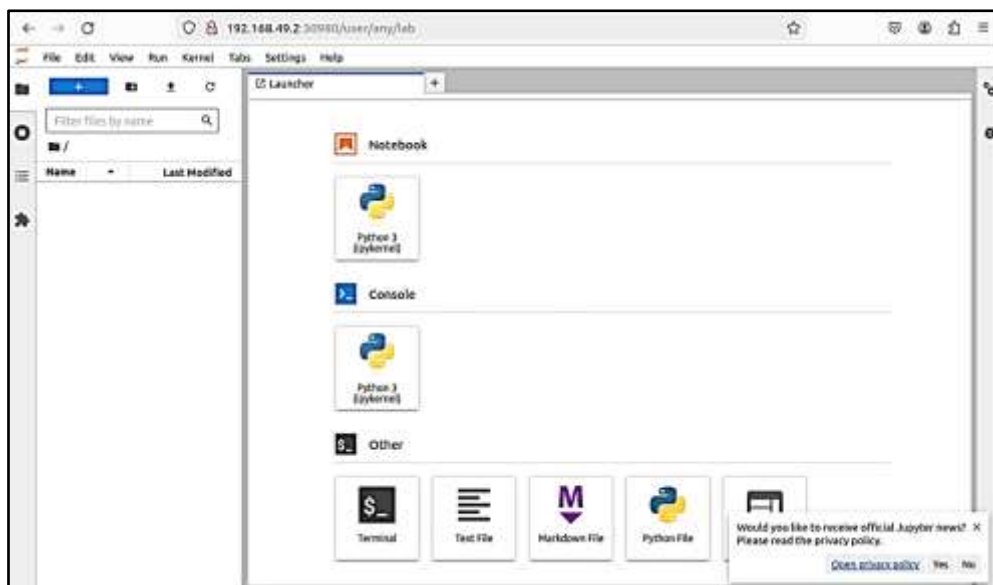 192.168.49.2:30980/user/any/lab
File Edit View Run Kernel Tabs Settings Help
+
Launcher
+
Filter files by name
/
Name
Last Modified
Notebook
Python 3
(ipykernel)
Console
Python 3
(ipykernel)
Other
$_
Terminal
Text File
M
Markdown File
Python File
Would you like to receive official Jupyter news?
Please read the privacy policy.
Open privacy policy Yes No